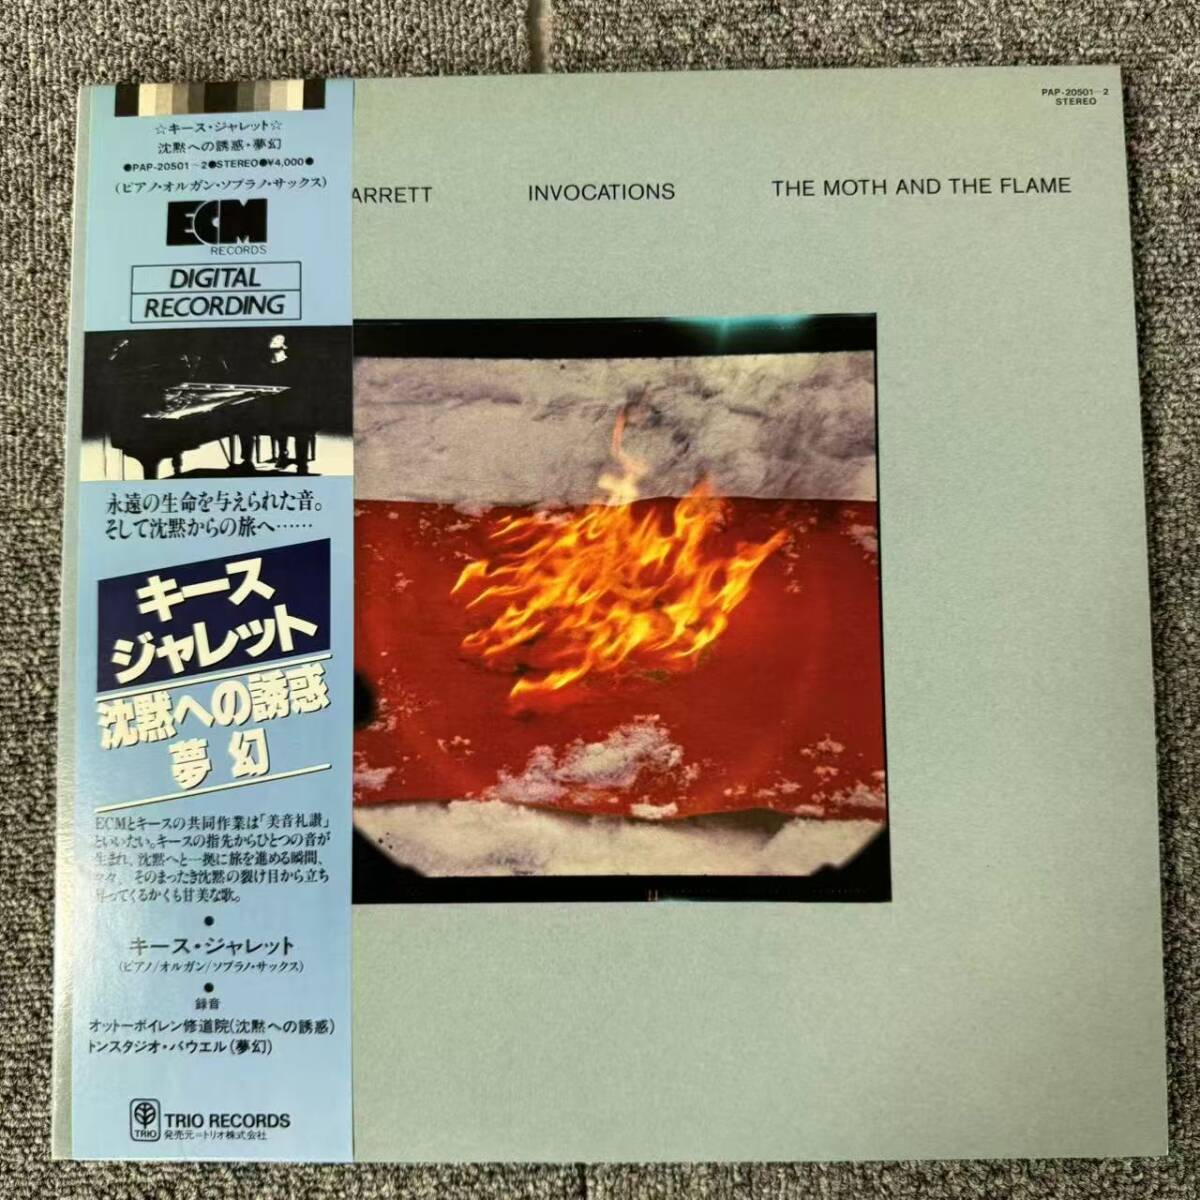 ☆キース・ジャレット☆
沈黙への誘惑・夢幻
●PAP-20501~2●STEREO●¥4,000●
(ピアノ・オルガン・ソプラノ・サックス)
ECM
RECORDS
DIGITAL
RECORDING
永遠の生命を与えられた音。
そして沈黙からの旅へ……
キース
ジャレット
沈黙への誘惑
夢幻
ECMとキースの共同作業は「美音礼讃」
といいたい。キースの指先からひとつの音が
生まれ、沈黙へと一挙に旅を進める瞬間、
そのまったき沈黙の裂け目から立ち
ってくるかくも甘美な歌。
●
キース・ジャレット
(ピアノ/オルガン/ソプラノ・サックス)
●
録音
オットーボイレン修道院(沈黙への誘惑)
トンスタジオ・バウエル(夢幻)
TRIO
TRIO RECORDS
発売元=トリオ株式会社
PAP-20501~2
STEREO
ARRETT INVOCATIONS THE MOTH AND THE FLAME